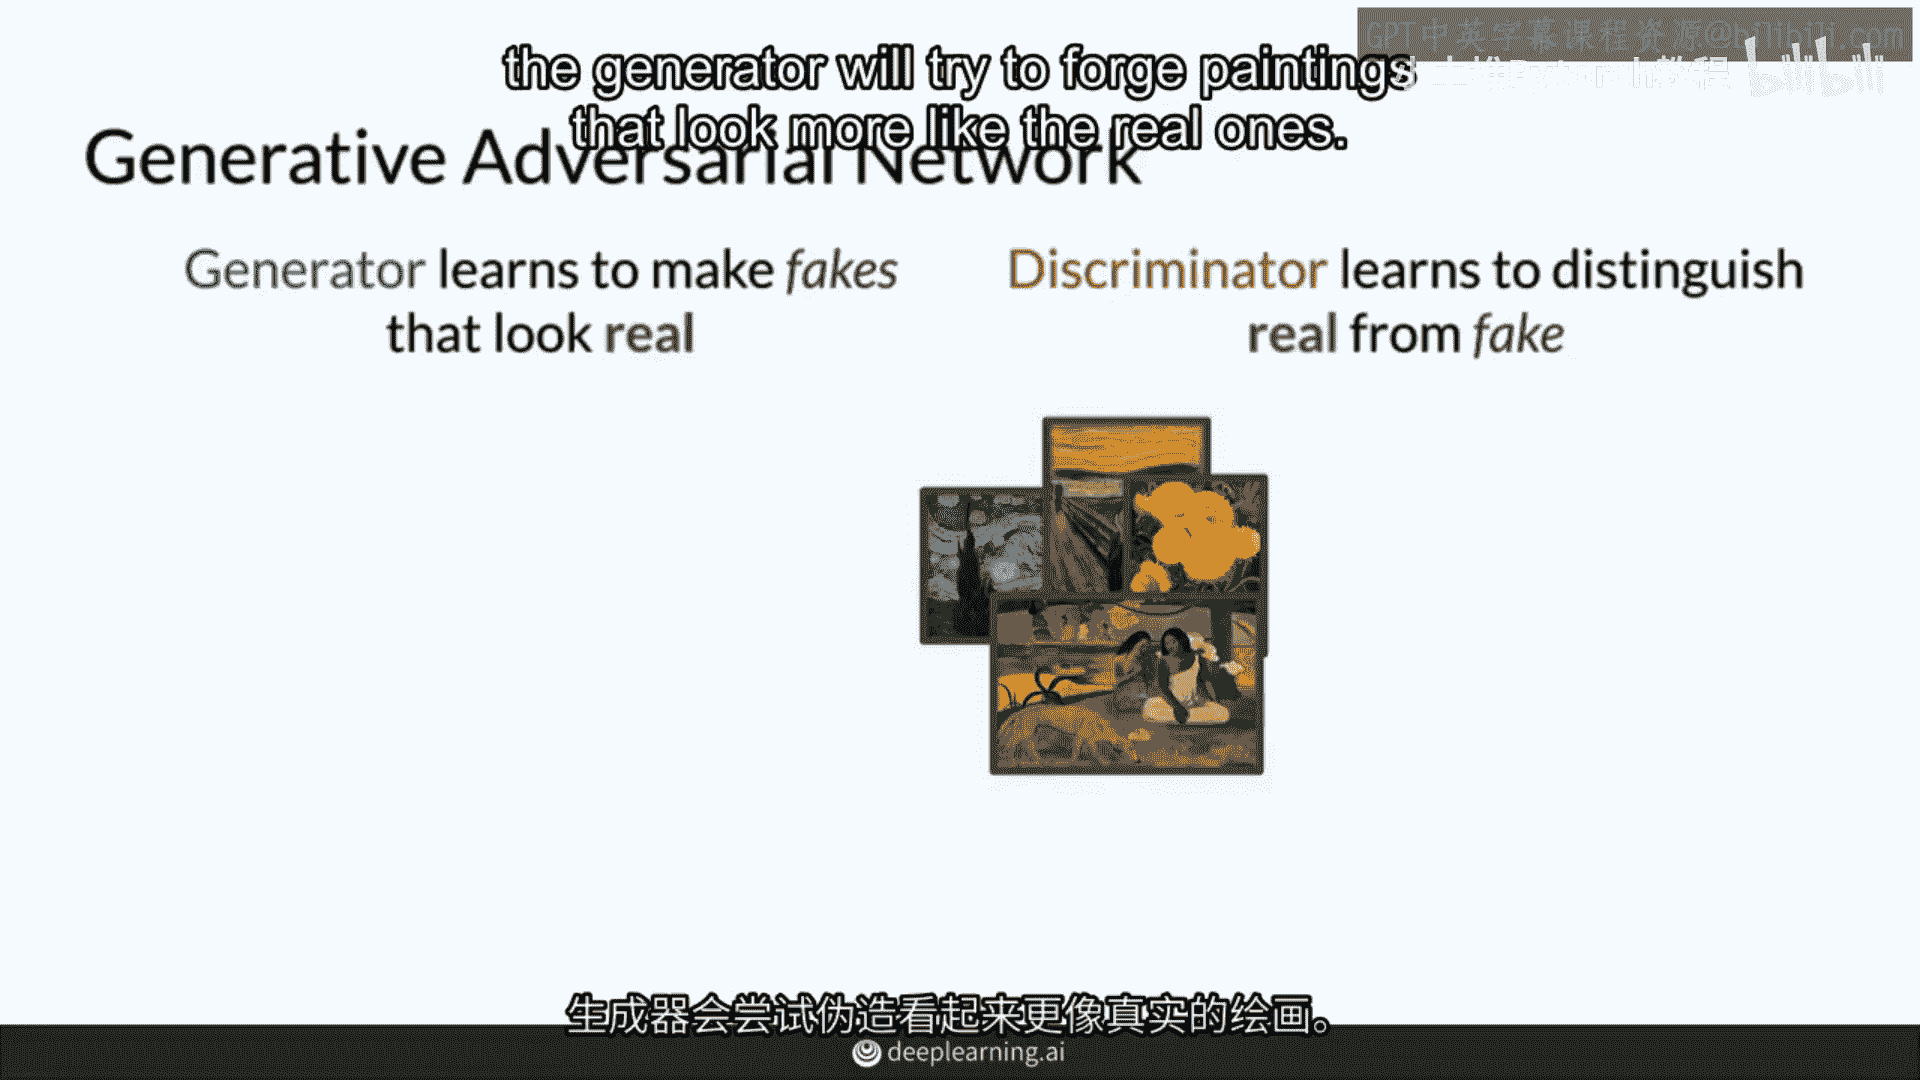 GPT中英字幕课程资源@bilibili.com
the generator will try to forge paintings
that look more like the real ones.
Generative Adversarial Network
Generator learns to make fakes
that look real
Discriminator learns to distinguish
real from fake
生成器会尝试伪造看起来更像真实的绘画。
deeplearning.ai